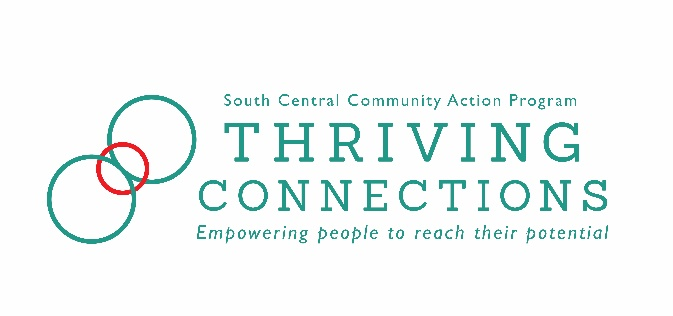 South Central Community Action Program
THRIVING
CONNECTIONS
Empowering people to reach their potential